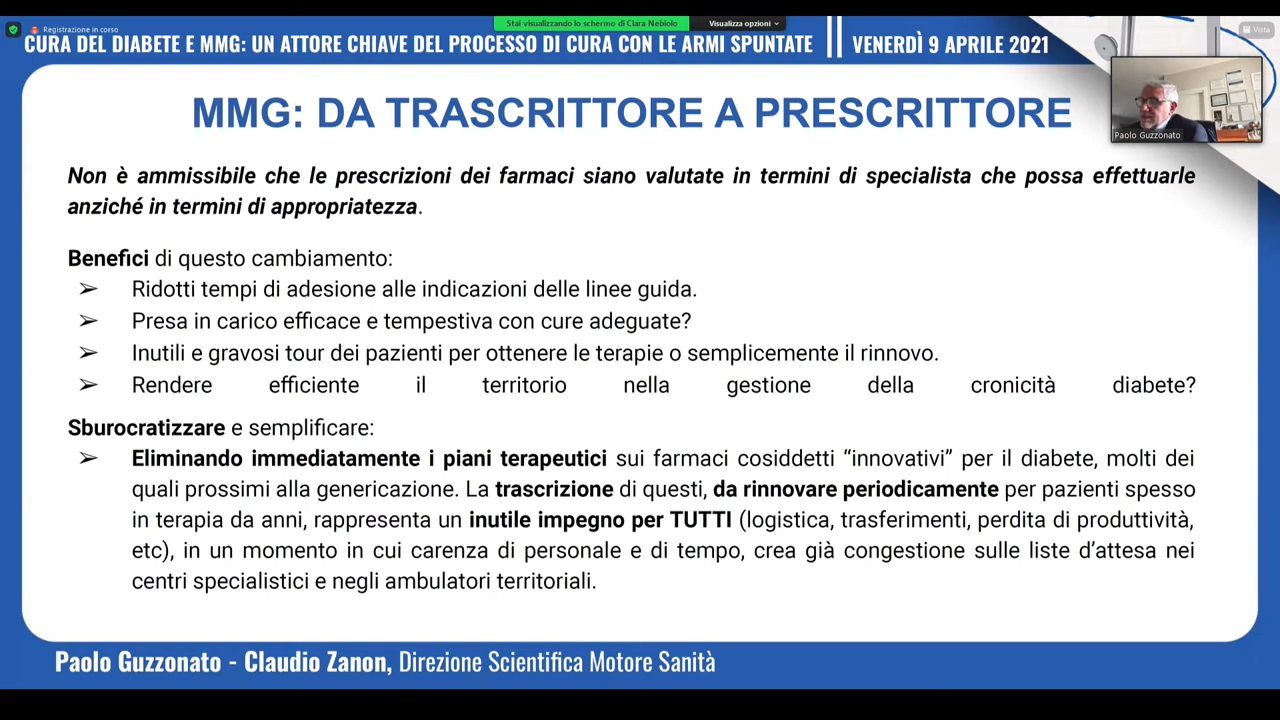 Stai visualizzando lo schermo di Clara Nebiolo
Visualizza opzioni
Registrazione in corso
Vista
CURA DEL DIABETE E MMG: UN ATTORE CHIAVE DEL PROCESSO DI CURA CON LE ARMI SPUNTATE
VENERDÌ 9 APRILE 2021
MMG: DA TRASCRITTORE A PRESCRITTORE
Paolo Guzzonato
Non è ammissibile che le prescrizioni dei farmaci siano valutate in termini di specialista che possa effettuarle
anziché in termini di appropriatezza.
Benefici di questo cambiamento:
➢ Ridotti tempi di adesione alle indicazioni delle linee guida.
➢ Presa in carico efficace e tempestiva con cure adeguate?
➢ Inutili e gravosi tour dei pazienti per ottenere le terapie o semplicemente il rinnovo.
➢ Rendere efficiente il territorio nella gestione della cronicità diabete?
Sburocratizzare e semplificare:
➢ Eliminando immediatamente i piani terapeutici sui farmaci cosiddetti “innovativi” per il diabete, molti dei
quali prossimi alla genericazione. La trascrizione di questi, da rinnovare periodicamente per pazienti spesso
in terapia da anni, rappresenta un inutile impegno per TUTTI (logistica, trasferimenti, perdita di produttività,
etc), in un momento in cui carenza di personale e di tempo, crea già congestione sulle liste d’attesa nei
centri specialistici e negli ambulatori territoriali.
Paolo Guzzonato - Claudio Zanon, Direzione Scientifica Motore Sanità